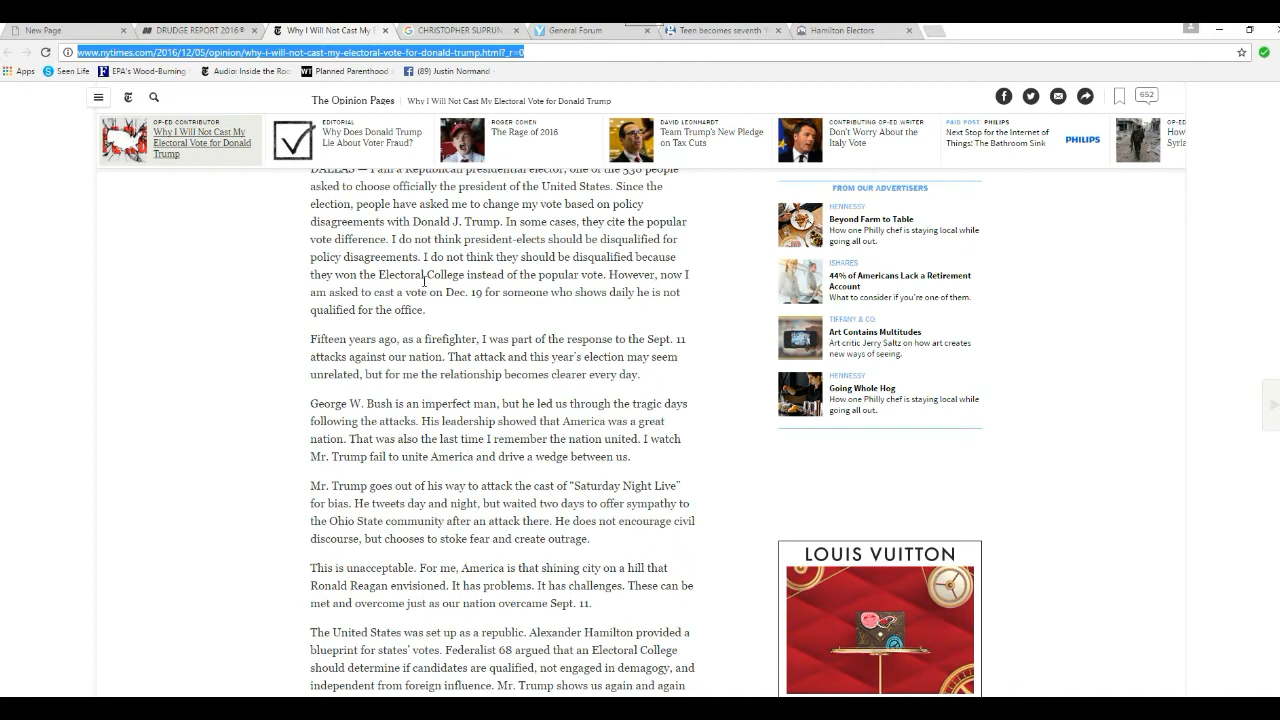 New Page
DRUDGE REPORT 2016®
Why I Will Not Cast My El
CHRISTOPHER SUPRUN
General Forum
Teen becomes seventh
Hamilton Electors
www.nytimes.com/2016/12/05/opinion/why-i-will-not-cast-my-electoral-vote-for-donald-trump.html?_r=0
Apps
Seen Life
EPA's Wood-Burning
Audio: Inside the Roo
Planned Parenthood
(89) Justin Normand
The Opinion Pages | Why I Will Not Cast My Electoral Vote for Donald Trump
652
OP-ED CONTRIBUTOR
Why I Will Not Cast My
Electoral Vote for Donald
Trump
EDITORIAL
Why Does Donald Trump
Lie About Voter Fraud?
ROGER COHEN
The Rage of 2016
DAVID LEONHARDT
Team Trump's New Pledge
on Tax Cuts
CONTRIBUTING OP-ED WRITER
Don't Worry About the
Italy Vote
PAID POST: PHILIPS
Next Stop for the Internet of
Things: The Bathroom Sink
PHILIPS
OP-ED
How
Syria
DALLAS — I am a Republican presidential elector, one of the 538 people
asked to choose officially the president of the United States. Since the
election, people have asked me to change my vote based on policy
disagreements with Donald J. Trump. In some cases, they cite the popular
vote difference. I do not think president-elects should be disqualified for
policy disagreements. I do not think they should be disqualified because
they won the Electoral College instead of the popular vote. However, now I
am asked to cast a vote on Dec. 19 for someone who shows daily he is not
qualified for the office.
Fifteen years ago, as a firefighter, I was part of the response to the Sept. 11
attacks against our nation. That attack and this year's election may seem
unrelated, but for me the relationship becomes clearer every day.
George W. Bush is an imperfect man, but he led us through the tragic days
following the attacks. His leadership showed that America was a great
nation. That was also the last time I remember the nation united. I watch
Mr. Trump fail to unite America and drive a wedge between us.
Mr. Trump goes out of his way to attack the cast of “Saturday Night Live”
for bias. He tweets day and night, but waited two days to offer sympathy to
the Ohio State community after an attack there. He does not encourage civil
discourse, but chooses to stoke fear and create outrage.
This is unacceptable. For me, America is that shining city on a hill that
Ronald Reagan envisioned. It has problems. It has challenges. These can be
met and overcome just as our nation overcame Sept. 11.
The United States was set up as a republic. Alexander Hamilton provided a
blueprint for states' votes. Federalist 68 argued that an Electoral College
should determine if candidates are qualified, not engaged in demagogy, and
independent from foreign influence. Mr. Trump shows us again and again
FROM OUR ADVERTISERS
HENNESSY
Beyond Farm to Table
How one Philly chef is staying local while
going all out.
ISHARES
44% of Americans Lack a Retirement
Account
What to consider if you're one of them.
TIFFANY & CO.
Art Contains Multitudes
Art critic Jerry Saltz on how art creates
new ways of seeing.
HENNESSY
Going Whole Hog
How one Philly chef is staying local while
going all out.
LOUIS VUITTON